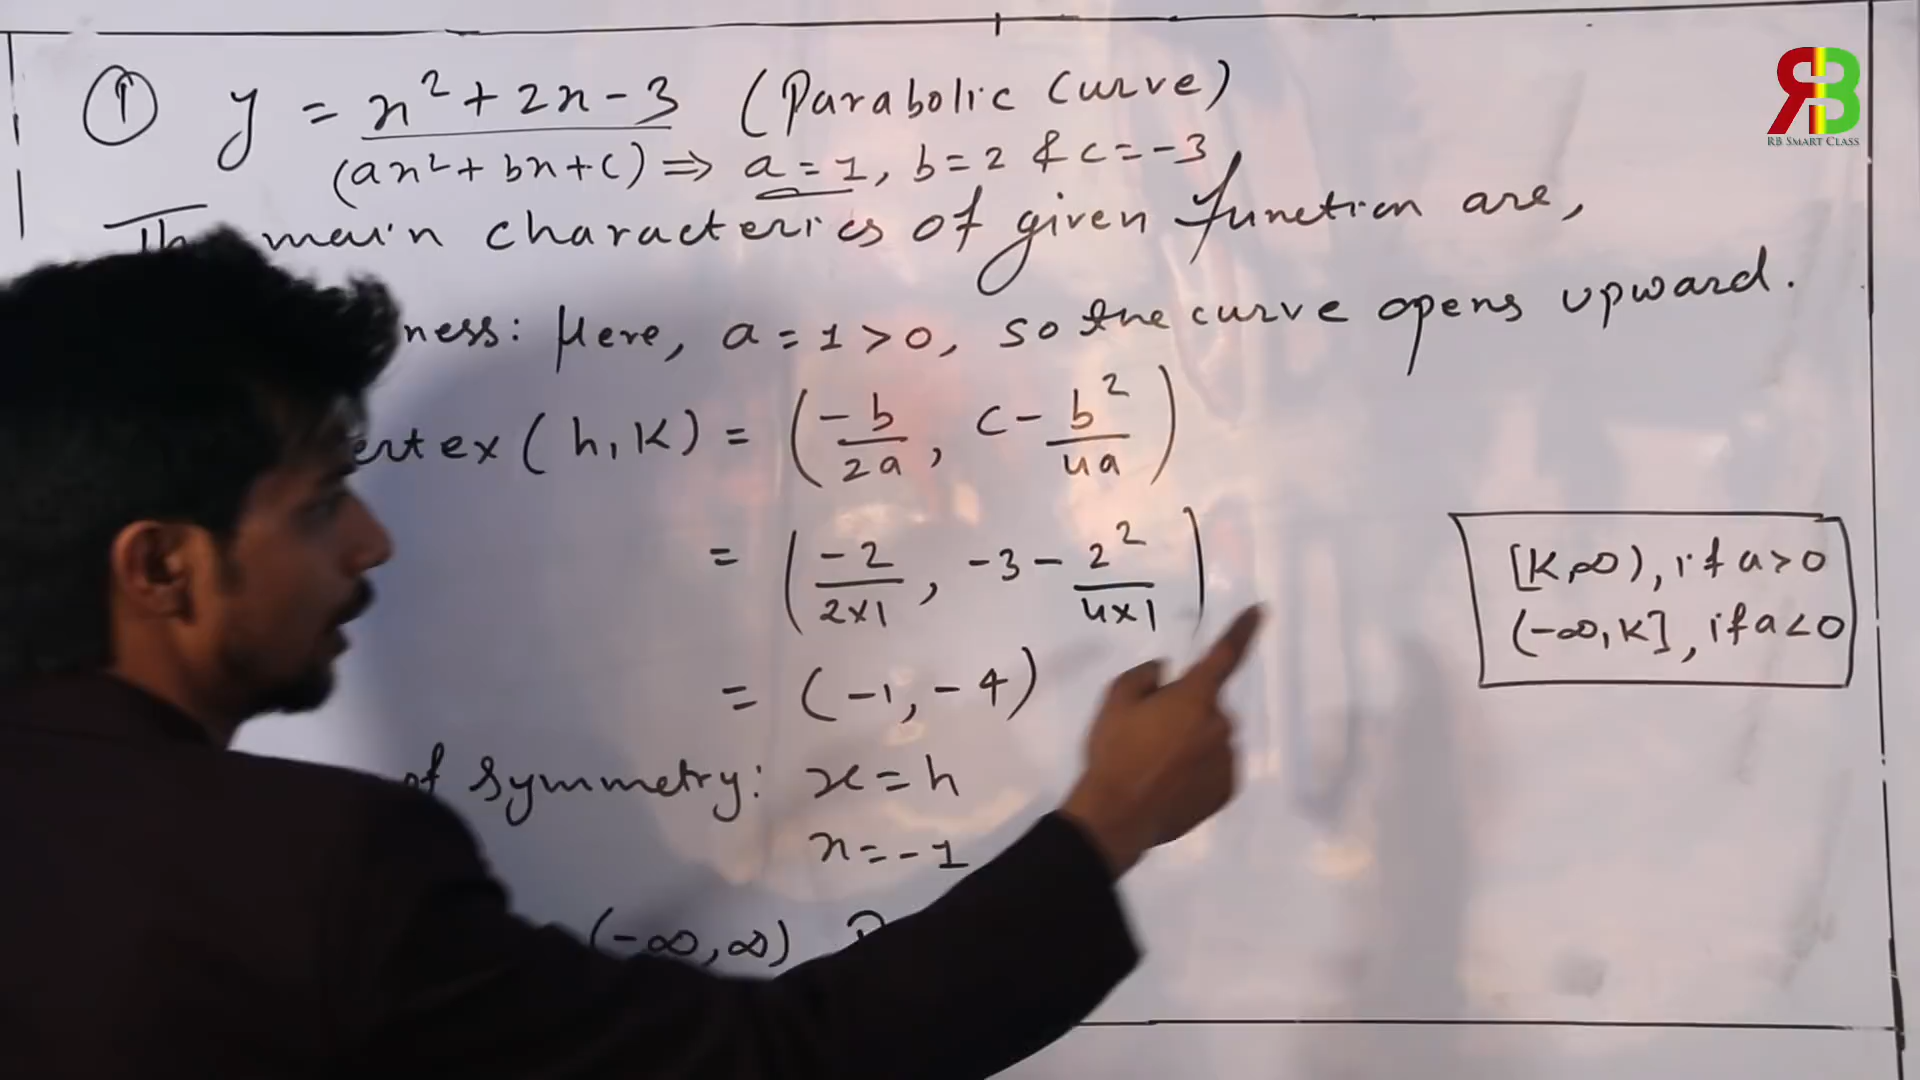 ① y = x² + 2x - 3 (Parabolic Curve)
(ax² + bx + c) ⇒ a = 1, b = 2 & c = -3,
main characterics of given function are,
ness: Here, a = 1 > 0, so the curve opens upward.
ertex (h, K) = (-b/2a, c - b²/4a)
= (-2/2×1, -3 - 2²/4×1)
= (-1, -4)
of symmetry: x = h
x = -1
(-∞, ∞)
[K, ∞), if a > 0
(-∞, K], if a < 0
RB
RB SMART CLASS